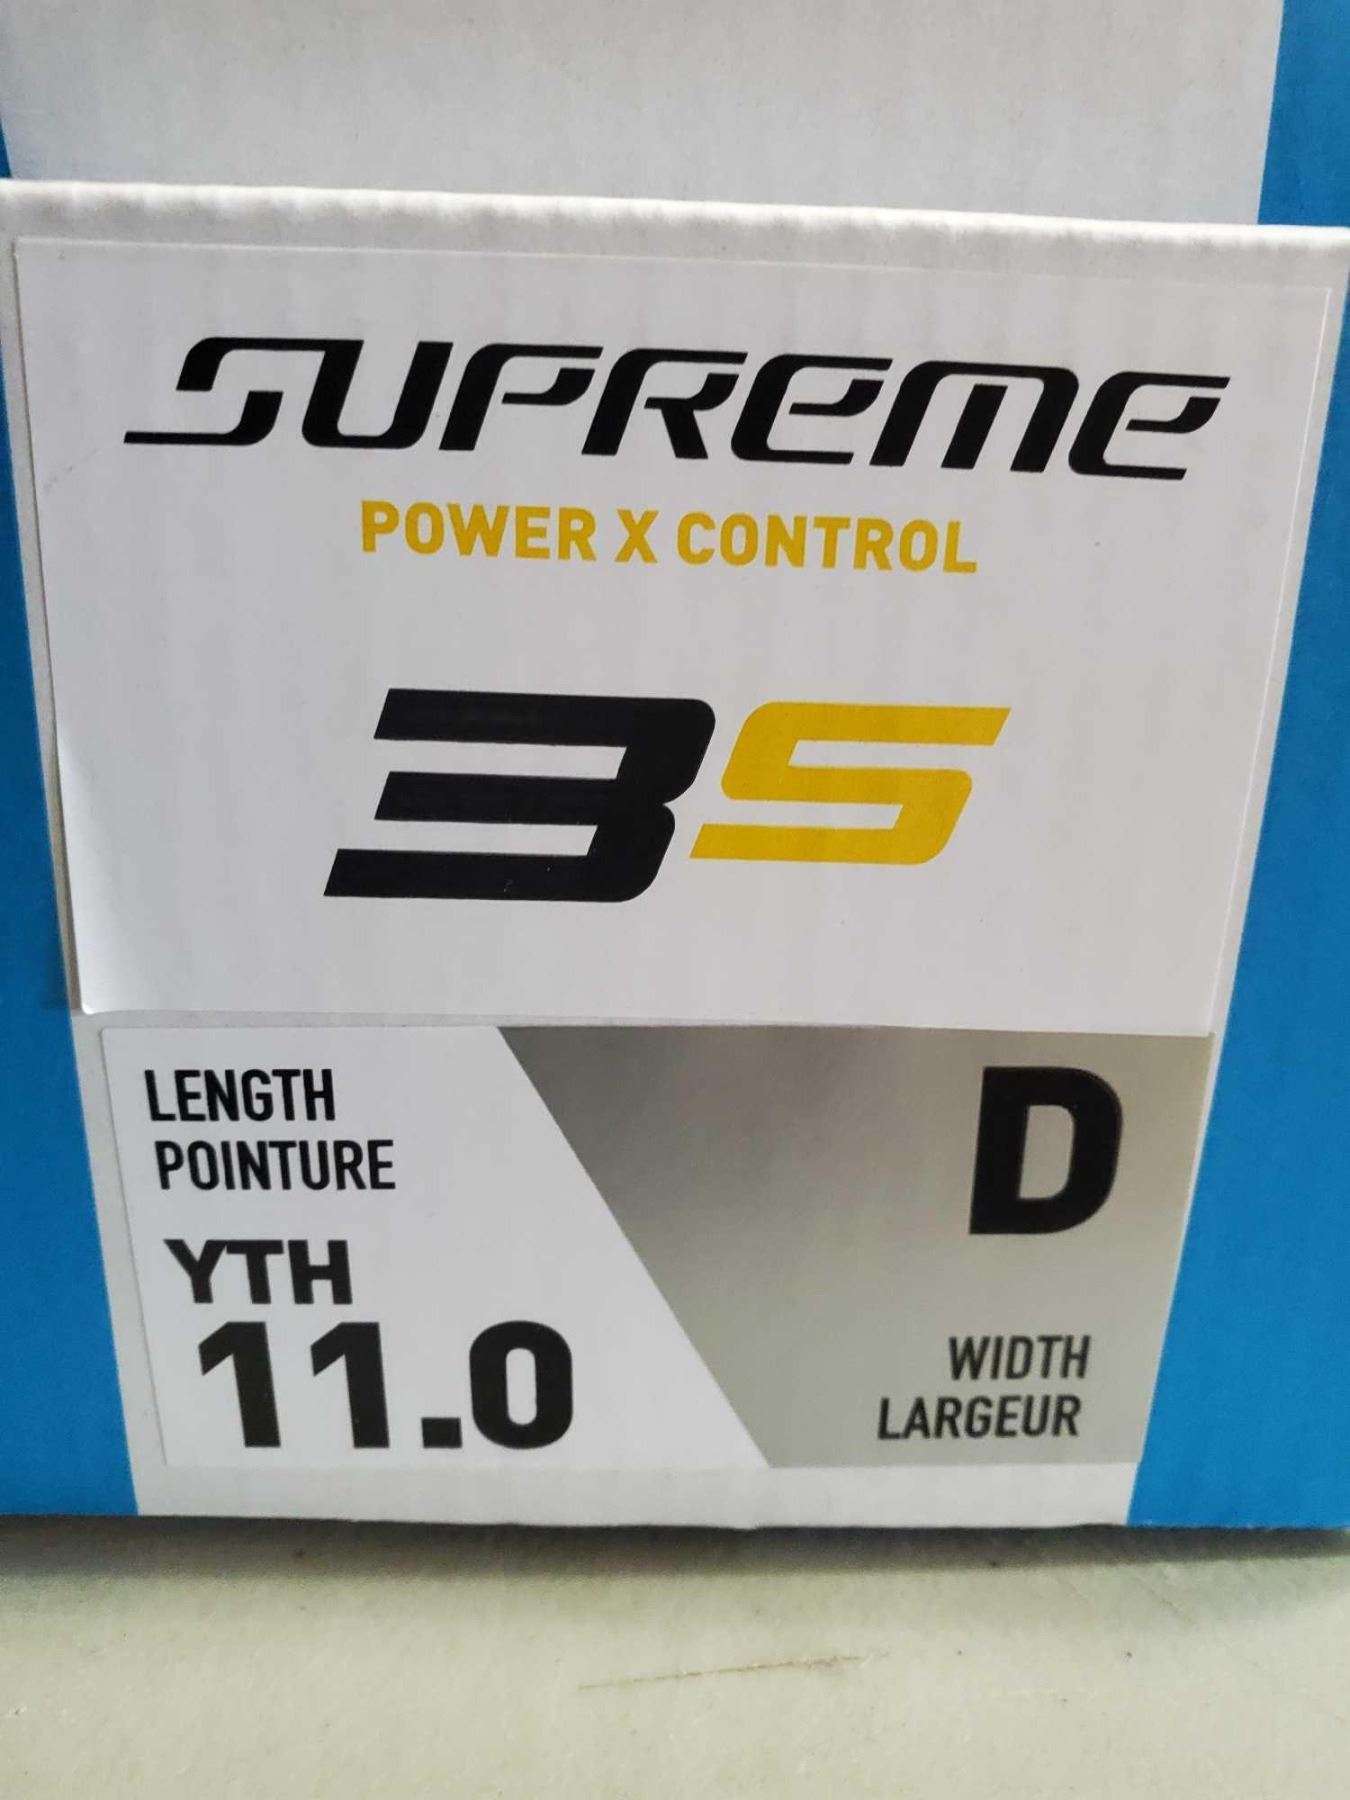 SUPREME
POWER X CONTROL
3S
LENGTH
POINTURE
YTH
11.0
D
WIDTH
LARGEUR